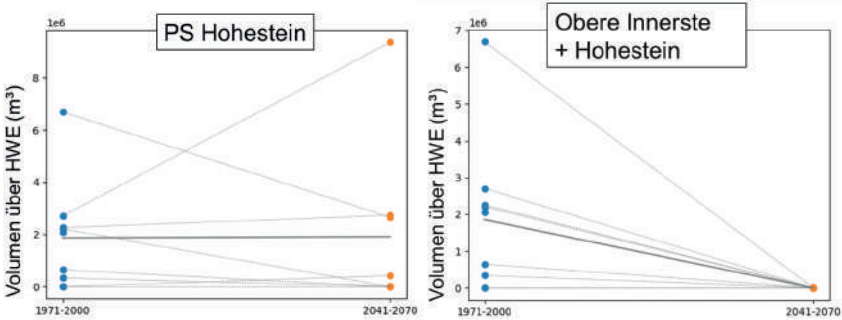 PS Hohestein
1e6
Volumen über HWE (m³)
8
6
4
2
0
1971-2000
2041-2070
Obere Innerste
+ Hohestein
1e6
Volumen über HWE (m³)
7
6
5
4
3
2
1
0
1971-2000
2041-2070